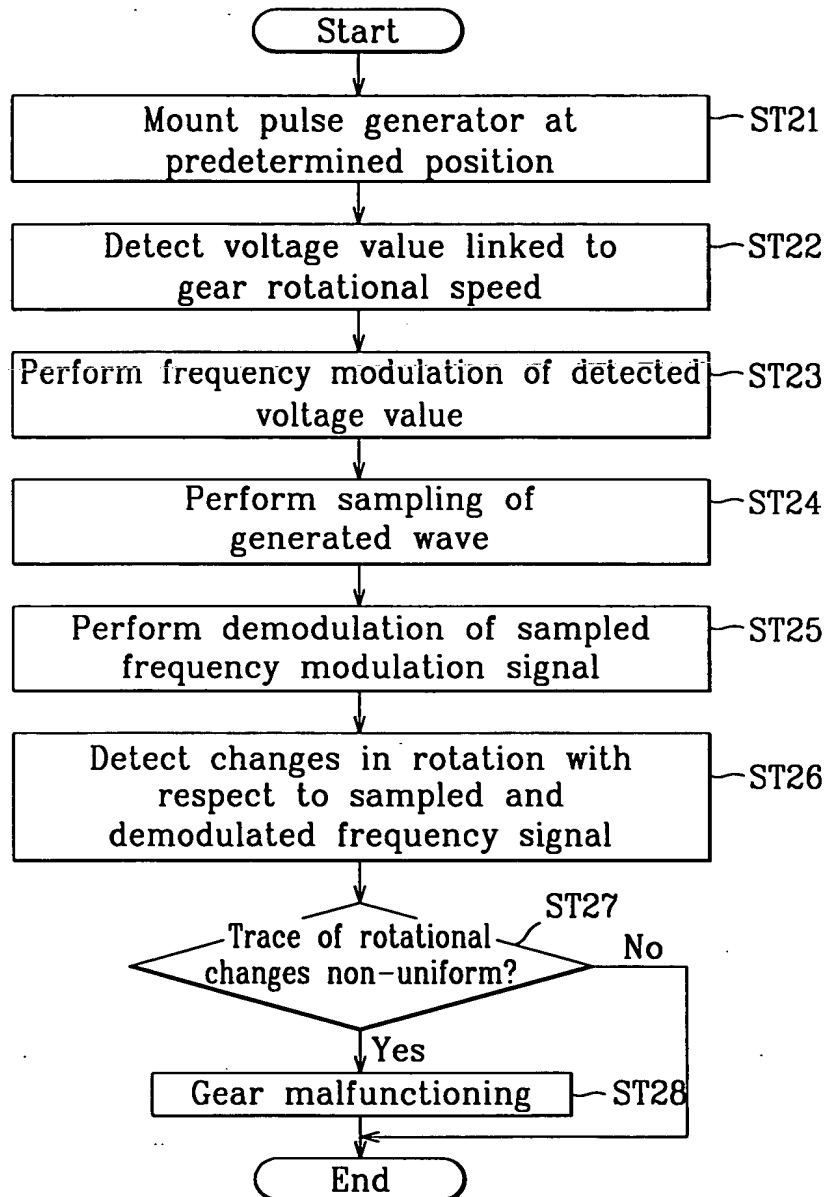 Start
Mount pulse generator at
predetermined position
ST21
Detect voltage value linked to
gear rotational speed
ST22
Perform frequency modulation of detected
voltage value
ST23
Perform sampling of
generated wave
ST24
Perform demodulation of sampled
frequency modulation signal
ST25
Detect changes in rotation with
respect to sampled and
demodulated frequency signal
ST26
ST27
Trace of rotational
changes non-uniform?
No
Yes
Gear malfunctioning
ST28
End